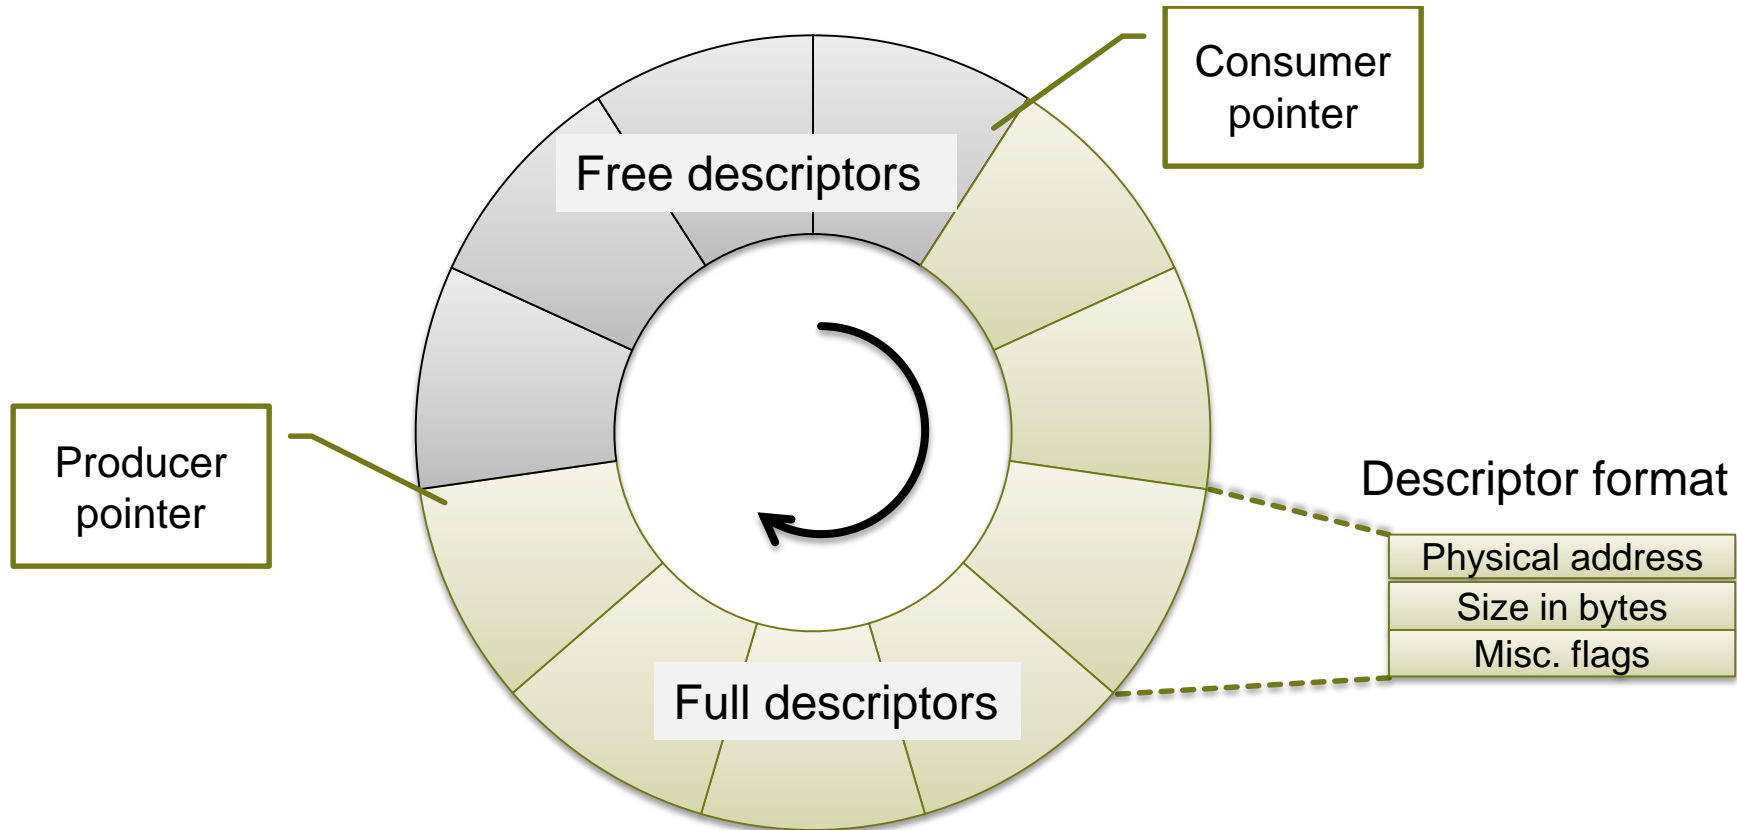 Consumer
pointer
Free descriptors
Producer
pointer
Descriptor format
Physical address
Size in bytes
Misc. flags
Full descriptors